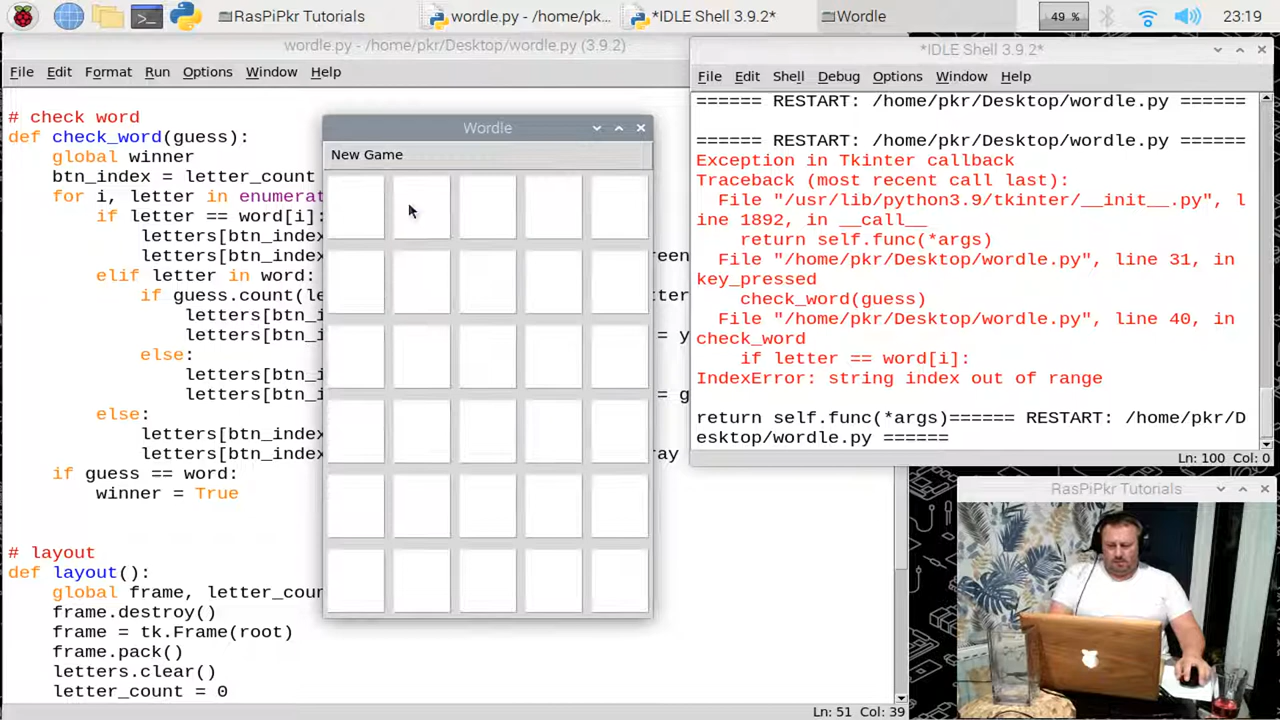 RasPiPkr Tutorials
wordle.py - /home/pk...
*IDLE Shell 3.9.2*
Wordle
49 %
23:19
wordle.py - /home/pkr/Desktop/wordle.py (3.9.2)
File Edit Format Run Options Window Help
# check word
def check_word(guess):
global winner
btn_index = letter_count
for i, letter in enumerat
if letter == word[i]:
letters[btn_index
letters[btn_index
elif letter in word:
if guess.count(le
letters[btn_i
letters[btn_i
= y
else:
letters[btn_i
letters[btn_i
= g
else:
letters[btn_index
letters[btn_index
if guess == word:
winner = True
# layout
def layout():
global frame, letter_coun
frame.destroy()
frame = tk.Frame(root)
frame.pack()
letters.clear()
letter_count = 0
Ln: 51 Col: 39
Wordle
New Game
*IDLE Shell 3.9.2*
File Edit Shell Debug Options Window Help
====== RESTART: /home/pkr/Desktop/wordle.py ======
====== RESTART: /home/pkr/Desktop/wordle.py ======
Exception in Tkinter callback
Traceback (most recent call last):
File "/usr/lib/python3.9/tkinter/__init__.py", l
ine 1892, in __call__
return self.func(*args)
File "/home/pkr/Desktop/wordle.py", line 31, in
key_pressed
check_word(guess)
File "/home/pkr/Desktop/wordle.py", line 40, in
check_word
if letter == word[i]:
IndexError: string index out of range
return self.func(*args)====== RESTART: /home/pkr/D
esktop/wordle.py ======
Ln: 100 Col: 0
RasPiPkr Tutorials